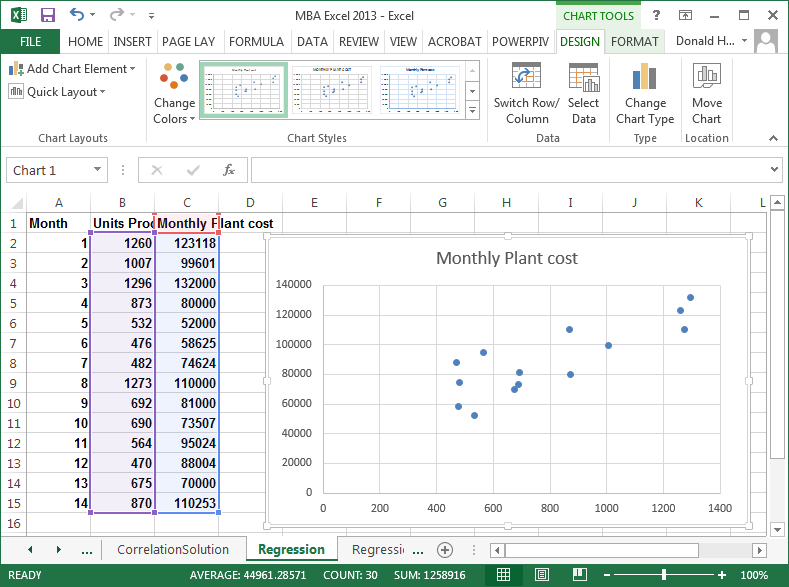 MBA Excel 2013 - Excel
CHART TOOLS
?
FILE HOME INSERT PAGE LAY FORMULA DATA REVIEW VIEW ACROBAT POWERPIV DESIGN FORMAT Donald H...
Add Chart Element
Quick Layout
Change Colors
Switch Row/ Column
Select Data
Change Chart Type
Move Chart
Chart Layouts Chart Styles Data Type Location
Chart 1 fx
A B C D E F G H I J K L
1 Month Units Proc Monthly Plant cost
2 1 1260 123118
3 2 1007 99601
4 3 1296 132000
5 4 873 80000
6 5 532 52000
7 6 476 58625
8 7 482 74624
9 8 1273 110000
10 9 692 81000
11 10 690 73507
12 11 564 95024
13 12 470 88004
14 13 675 70000
15 14 870 110253
16
Monthly Plant cost
140000
120000
100000
80000
60000
40000
20000
0
0 200 400 600 800 1000 1200 1400
... CorrelationSolution Regression Regressi ...
READY AVERAGE: 44961.28571 COUNT: 30 SUM: 1258916 100%